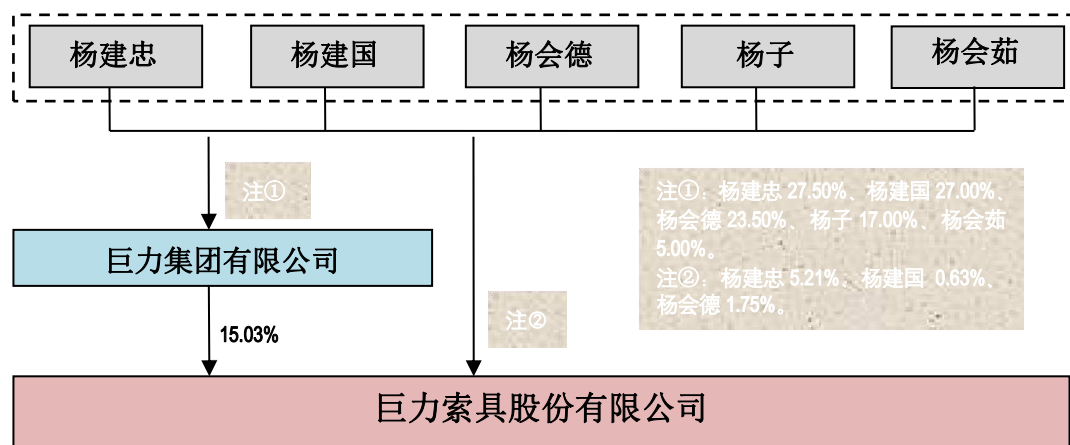 杨建忠
杨建国
杨会德
杨子
杨会茹
注①
注①：杨建忠 27.50%、杨建国 27.00%、
杨会德 23.50%、杨子 17.00%、杨会茹
5.00%。
注②：杨建忠 5.21%、杨建国 0.63%、
杨会德 1.75%。
巨力集团有限公司
注②
15.03%
巨力索具股份有限公司